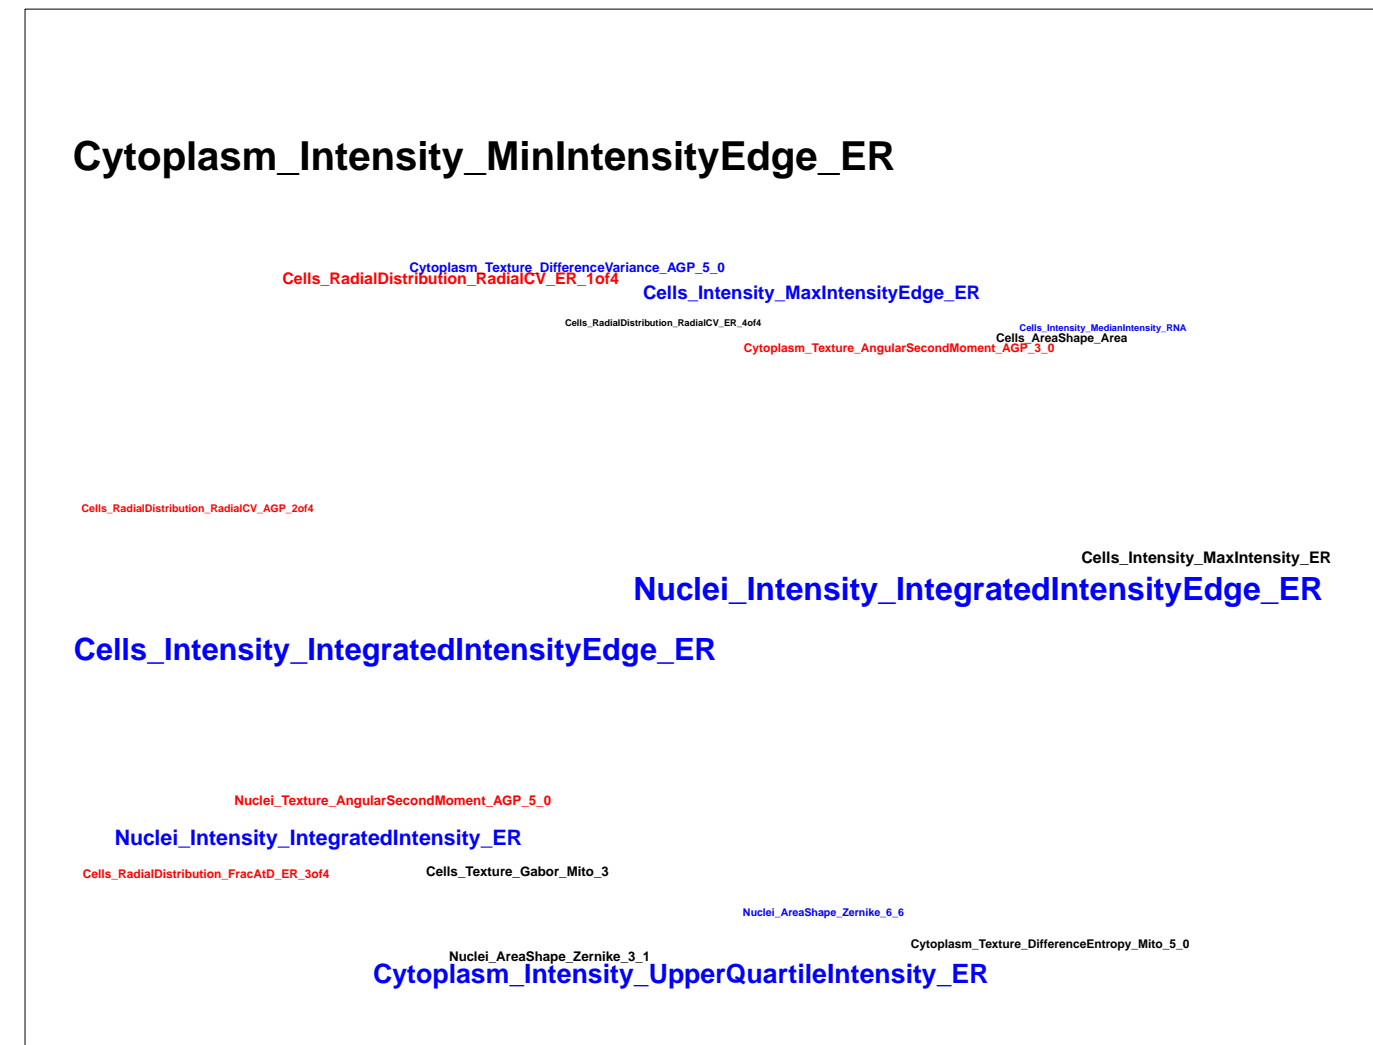 Cytoplasm_Intensity_MinIntensityEdge_ER
Cytoplasm_Texture_DifferenceVariance_AGP_5_0
Cells_RadialDistribution_RadialCV_ER_1of4
Cells_Intensity_MaxIntensityEdge_ER
Cells_RadialDistribution_RadialCV_ER_4of4
Cells_Intensity_MedianIntensity_RNA
Cells_AreaShape_Area
Cytoplasm_Texture_AngularSecondMoment_AGP_3_0
Cells_RadialDistribution_RadialCV_AGP_2of4
Cells_Intensity_MaxIntensity_ER
Nuclei_Intensity_IntegratedIntensityEdge_ER
Cells_Intensity_IntegratedIntensityEdge_ER
Nuclei_Texture_AngularSecondMoment_AGP_5_0
Nuclei_Intensity_IntegratedIntensity_ER
Cells_Texture_Gabor_Mito_3
Cells_RadialDistribution_FracAtD_ER_3of4
Nuclei_AreaShape_Zernike_6_6
Cytoplasm_Texture_DifferenceEntropy_Mito_5_0
Nuclei_AreaShape_Zernike_3_1
Cytoplasm_Intensity_UpperQuartileIntensity_ER